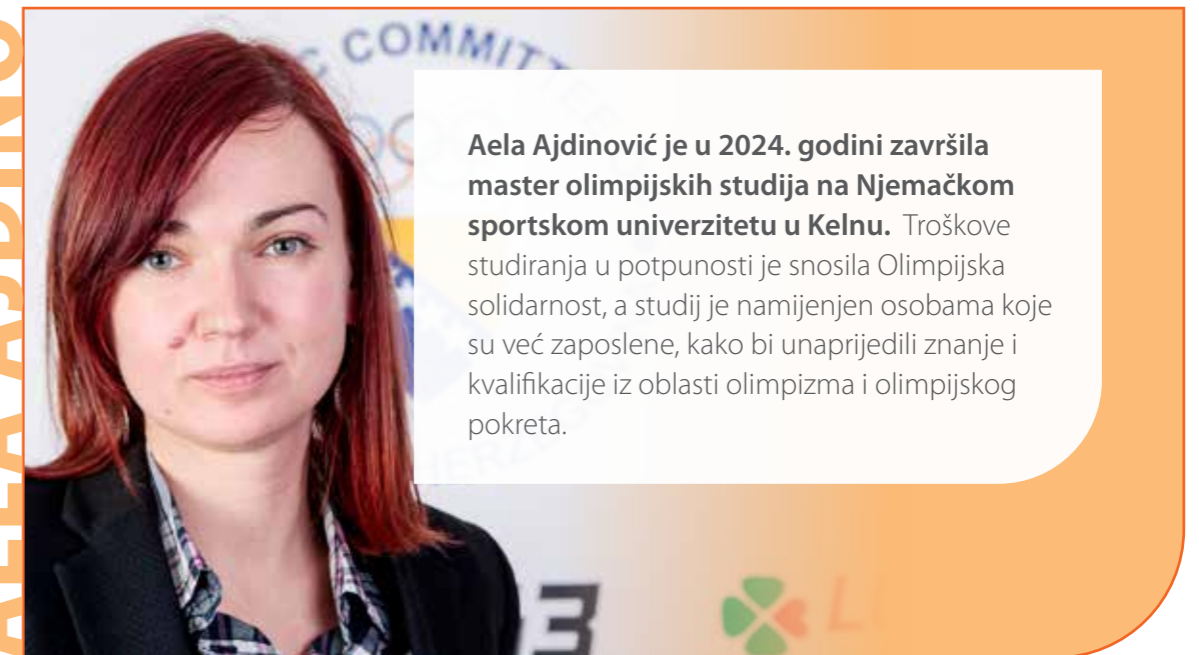 COMMITTEE
Aela Ajdinović je u 2024. godini završila
master olimpijskih studija na Njemačkom
sportskom univerzitetu u Kelnu. Troškove
studiranja u potpunosti je snosila Olimpijska
solidarnost, a studij je namijenjen osobama koje
su već zaposlene, kako bi unaprijedili znanje i
kvalifikacije iz oblasti olimpizma i olimpijskog
pokreta.